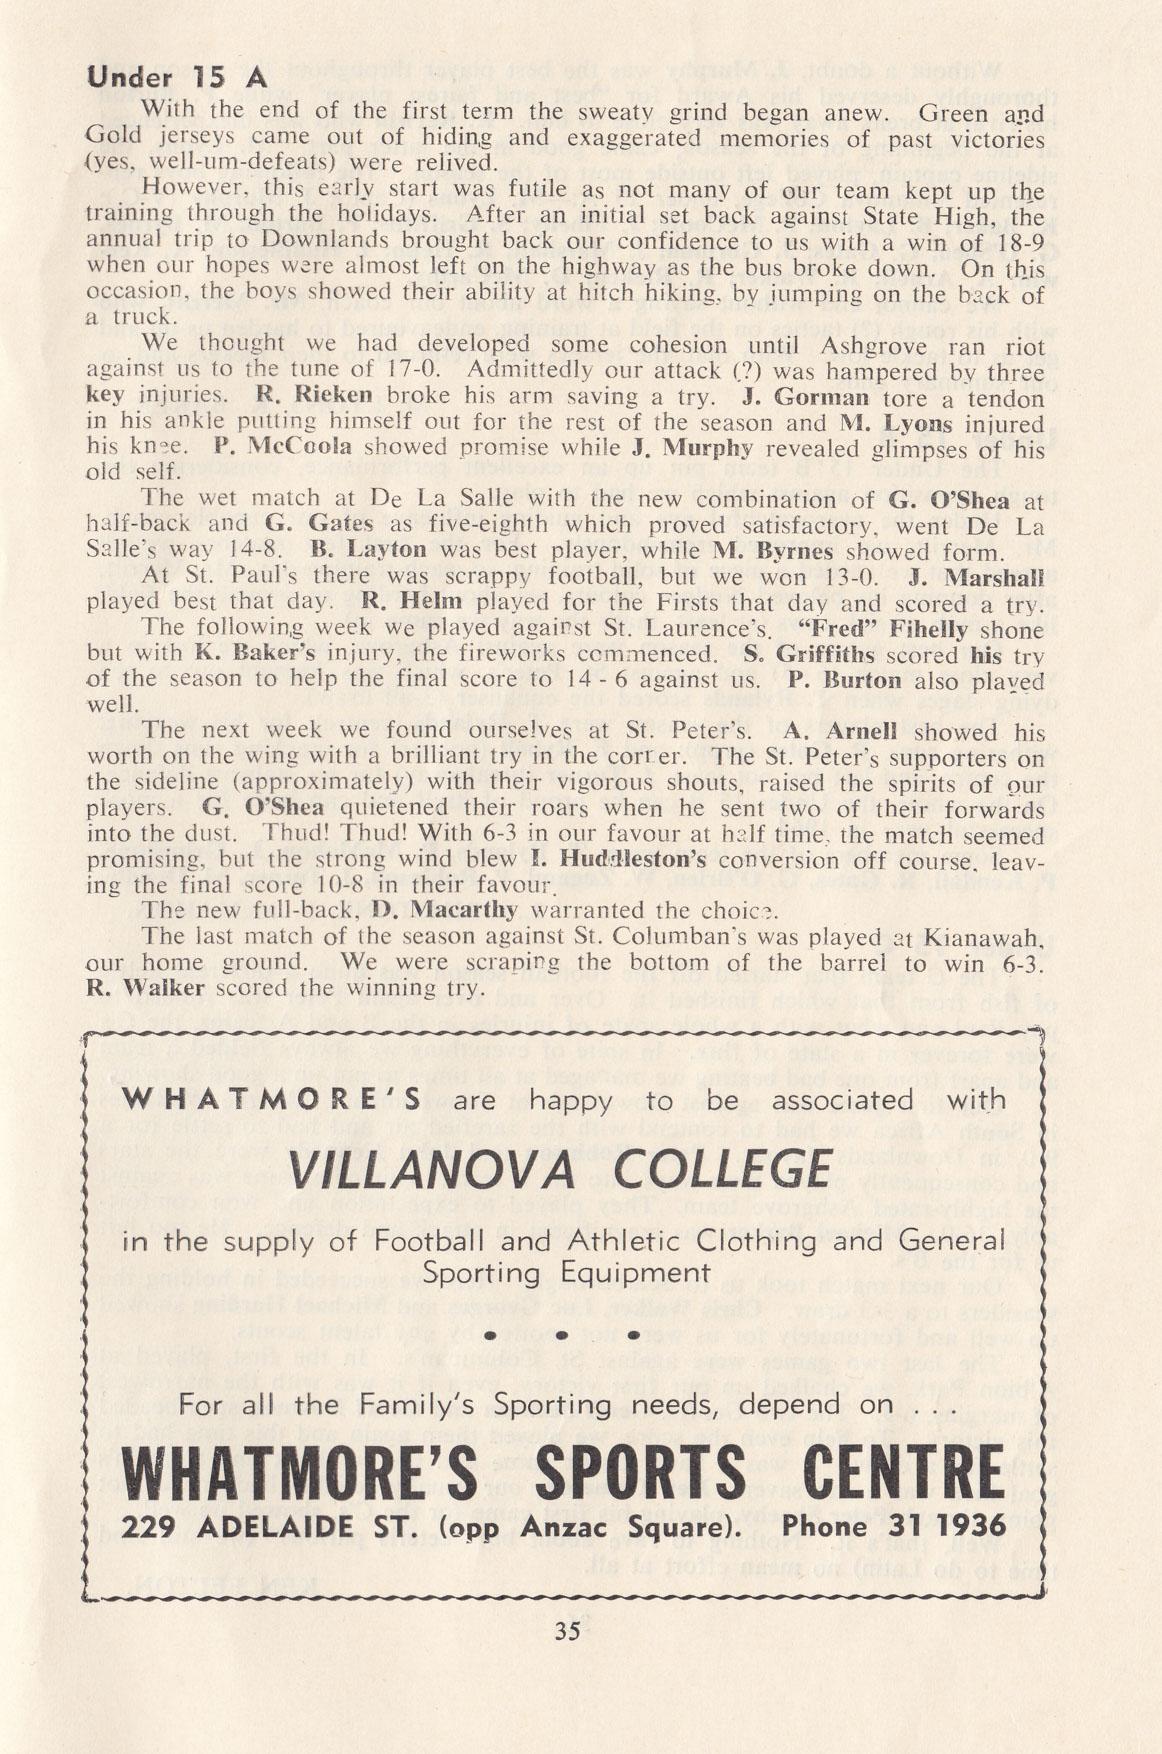 Under 15 A
With the end of the first term the sweaty grind began anew. Green and
Gold jerseys came out of hiding and exaggerated memories of past victories
(yes, well-um-defeats) were relived.
However, this early start was futile as not many of our team kept up the
training through the holidays. After an initial set back against State High, the
annual trip to Downlands brought back our confidence to us with a win of 18-9
when our hopes were almost left on the highway as the bus broke down. On this
occasion, the boys showed their ability at hitch hiking, by jumping on the back of
a truck.
We thought we had developed some cohesion until Ashgrove ran riot
against us to the tune of 17-0. Admittedly our attack (?) was hampered by three
key injuries. R. Rieken broke his arm saving a try. J. Gorman tore a tendon
in his ankle putting himself out for the rest of the season and M. Lyons injured
his knee. P. McCoola showed promise while J. Murphy revealed glimpses of his
old self.
The wet match at De La Salle with the new combination of G. O'Shea at
half-back and G. Gates as five-eighth which proved satisfactory, went De La
Salle's way 14-8. B. Layton was best player, while M. Byrnes showed form.
At St. Paul's there was scrappy football, but we won 13-0. J. Marshall
played best that day. R. Helm played for the Firsts that day and scored a try.
The following week we played against St. Laurence's. "Fred" Fihelly shone
but with K. Baker's injury, the fireworks commenced. S. Griffiths scored his try
of the season to help the final score to 14 - 6 against us. P. Burton also played
well.
The next week we found ourselves at St. Peter's. A. Arnell showed his
worth on the wing with a brilliant try in the corner. The St. Peter's supporters on
the sideline (approximately) with their vigorous shouts, raised the spirits of our
players. G. O'Shea quietened their roars when he sent two of their forwards
into the dust. Thud! Thud! With 6-3 in our favour at half time, the match seemed
promising, but the strong wind blew I. Huddleston's conversion off course, leav-
ing the final score 10-8 in their favour.
The new full-back, D. Macarthy warranted the choice.
The last match of the season against St. Columban's was played at Kianawah,
our home ground. We were scraping the bottom of the barrel to win 6-3.
R. Walker scored the winning try.
WHATMORE'S are happy to be associated with
VILLANOVA COLLEGE
in the supply of Football and Athletic Clothing and General
Sporting Equipment
• • •
For all the Family's Sporting needs, depend on . . .
WHATMORE'S SPORTS CENTRE
229 ADELAIDE ST. (opp Anzac Square). Phone 31 1936
35